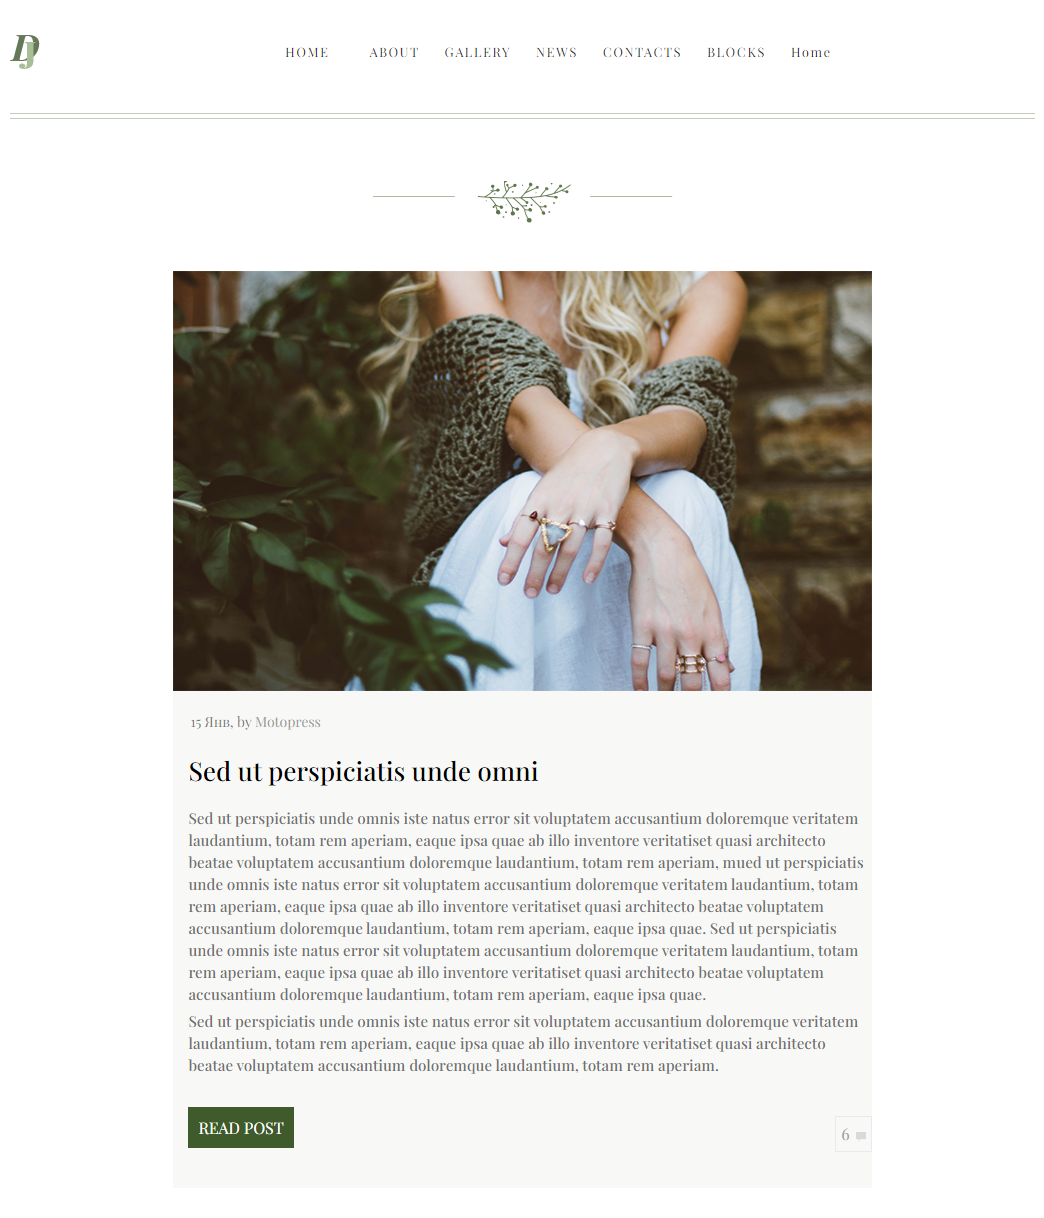 DJ
HOME ABOUT GALLERY NEWS CONTACTS BLOCKS Home
15 Янв, by Motopress
Sed ut perspiciatis unde omni
Sed ut perspiciatis unde omnis iste natus error sit voluptatem accusantium doloremque veritatem
laudantium, totam rem aperiam, eaque ipsa quae ab illo inventore veritatiset quasi architecto
beatae voluptatem accusantium doloremque laudantium, totam rem aperiam, mued ut perspiciatis
unde omnis iste natus error sit voluptatem accusantium doloremque veritatem laudantium, totam
rem aperiam, eaque ipsa quae ab illo inventore veritatiset quasi architecto beatae voluptatem
accusantium doloremque laudantium, totam rem aperiam, eaque ipsa quae. Sed ut perspiciatis
unde omnis iste natus error sit voluptatem accusantium doloremque veritatem laudantium, totam
rem aperiam, eaque ipsa quae ab illo inventore veritatiset quasi architecto beatae voluptatem
accusantium doloremque laudantium, totam rem aperiam, eaque ipsa quae.
Sed ut perspiciatis unde omnis iste natus error sit voluptatem accusantium doloremque veritatem
laudantium, totam rem aperiam, eaque ipsa quae ab illo inventore veritatiset quasi architecto
beatae voluptatem accusantium doloremque laudantium, totam rem aperiam.
READ POST
6